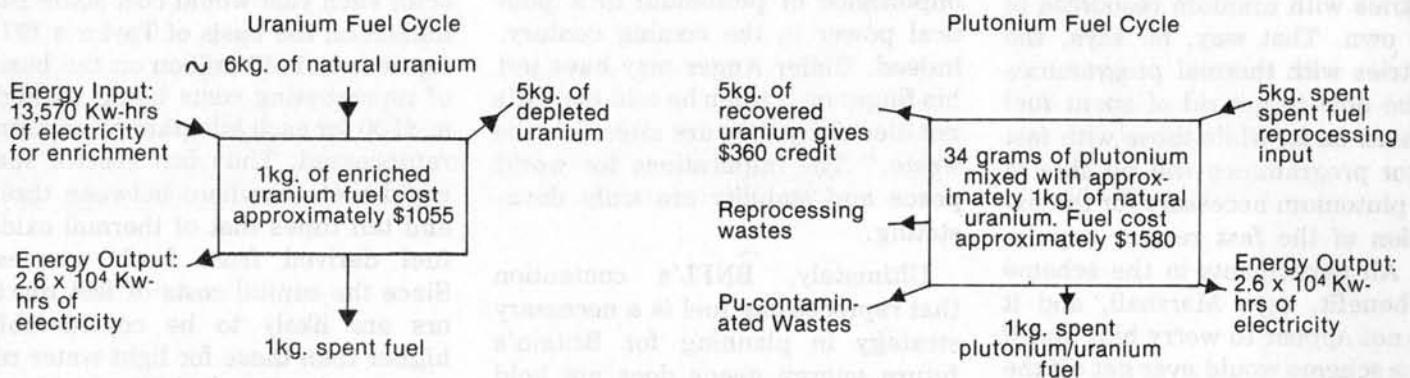 Uranium Fuel Cycle
6kg. of natural uranium
Energy Input:
13,570 Kw-hrs
of electricity
for enrichment
5kg. of
depleted
uranium
1kg. of enriched
uranium fuel cost
approximately $1055
Energy Output:
2.6 x 10⁴ Kw-
hrs of
electricity
1kg. spent fuel
Plutonium Fuel Cycle
5kg. of
recovered
uranium gives
$360 credit
5kg. spent
spent fuel
reprocessing
input
34 grams of plutonium
mixed with approx-
imately 1kg. of natural
uranium. Fuel cost
approximately $1580
Reprocessing
wastes
Pu-contamin-
ated Wastes
Energy Output:
2.6 x 10⁴ Kw-
hrs of
electricity
1kg. spent
plutonium/uranium
fuel